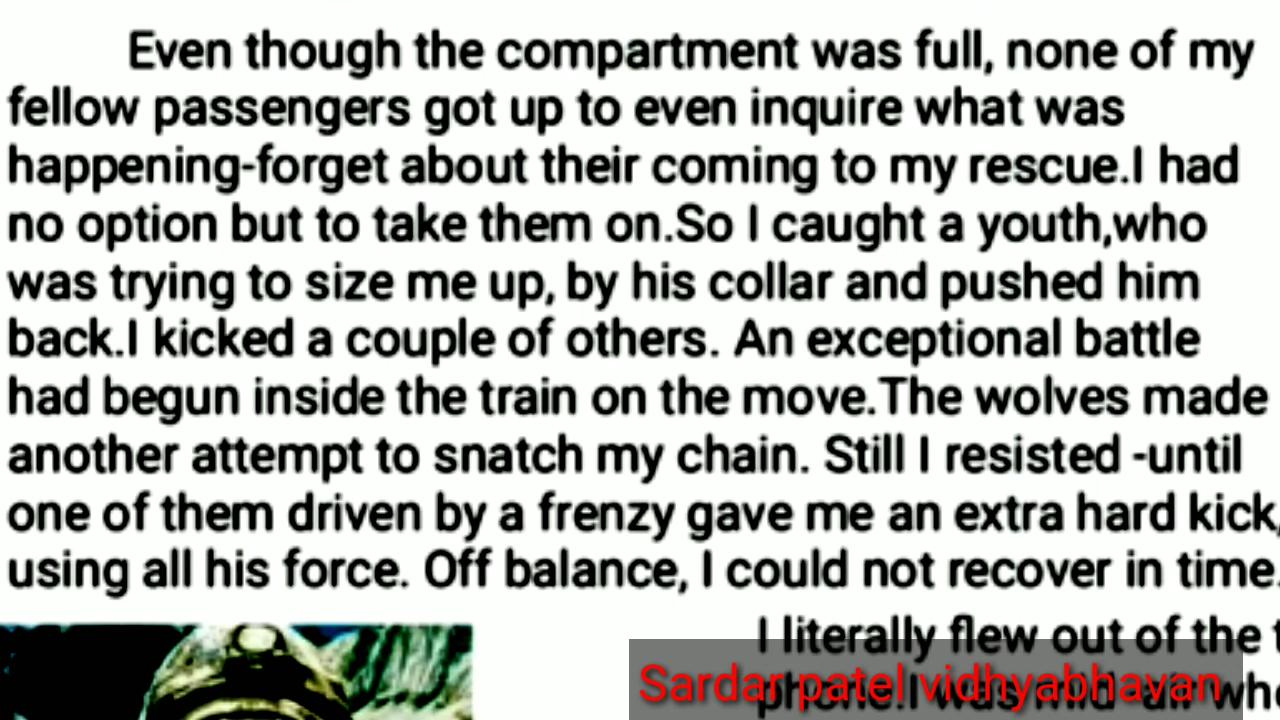 Even though the compartment was full, none of my
fellow passengers got up to even inquire what was
happening-forget about their coming to my rescue.I had
no option but to take them on.So I caught a youth,who
was trying to size me up, by his collar and pushed him
back.I kicked a couple of others. An exceptional battle
had begun inside the train on the move.The wolves made
another attempt to snatch my chain. Still I resisted -until
one of them driven by a frenzy gave me an extra hard kick,
using all his force. Off balance, I could not recover in time.
I literally flew out of the
Sardar patel vidhyabhavan
phone.I was mid -air